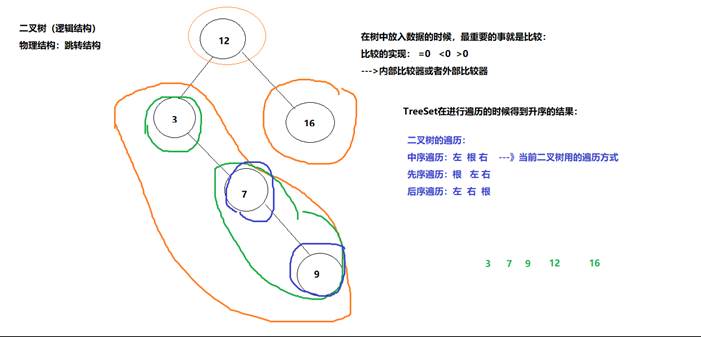 二叉树（逻辑结构）
物理结构：跳转结构
12
3
16
7
9
在树中放入数据的时候，最重要的事就是比较：
比较的实现： =0 <0 >0
--->内部比较器或者外部比较器
TreeSet在进行遍历的时候得到升序的结果：
二叉树的遍历：
中序遍历：左 根 右 ---》当前二叉树用的遍历方式
先序遍历：根 左 右
后序遍历：左 右 根
3 7 9 12 16